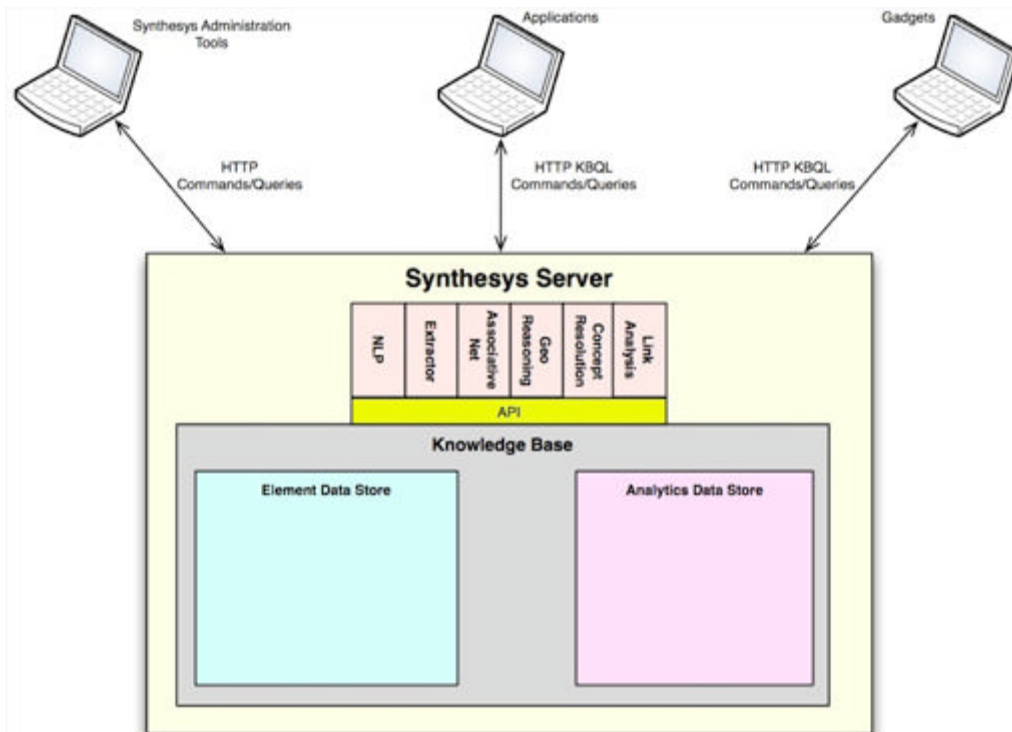 Synthesys Administration
Tools
Applications
Gadgets
HTTP
Commands/Queries
HTTP KBQL
Commands/Queries
HTTP KBQL
Commands/Queries
Synthesys Server
NLP
Extractor
Associative
Net
Geo
Reasoning
Concept
Resolution
Link
Analysis
API
Knowledge Base
Element Data Store
Analytics Data Store